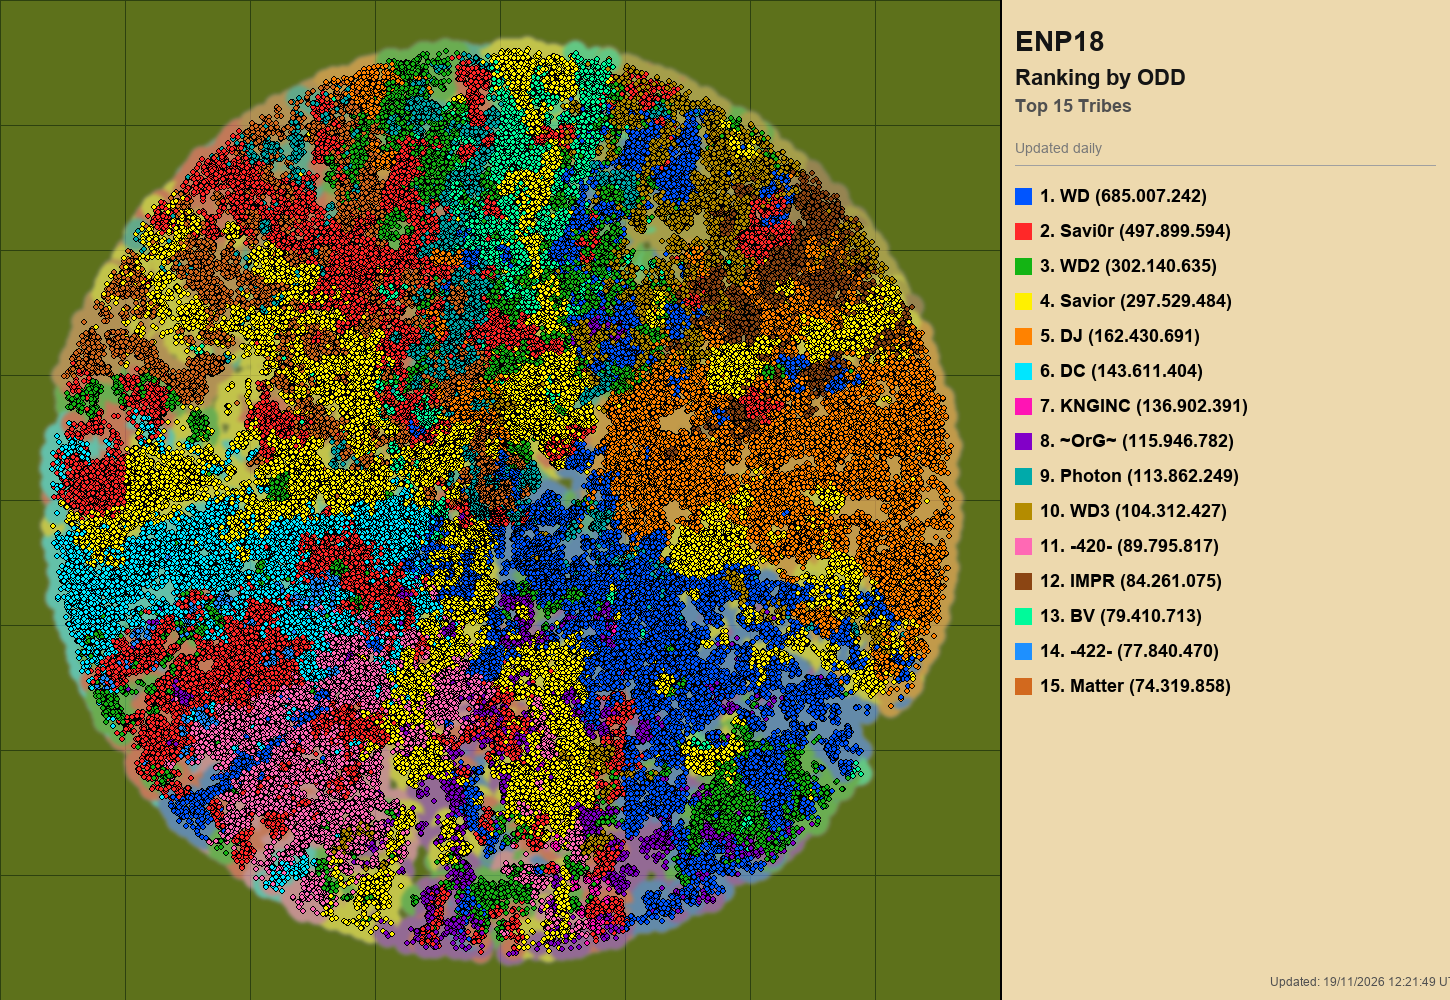 ENP18
Ranking by ODD
Top 15 Tribes
Updated daily
1. WD (685.007.242)
2. Savi0r (497.899.594)
3. WD2 (302.140.635)
4. Savior (297.529.484)
5. DJ (162.430.691)
6. DC (143.611.404)
7. KNGINC (136.902.391)
8. ~OrG~ (115.946.782)
9. Photon (113.862.249)
10. WD3 (104.312.427)
11. -420- (89.795.817)
12. IMPR (84.261.075)
13. BV (79.410.713)
14. -422- (77.840.470)
15. Matter (74.319.858)
Updated: 19/11/2026 12:21:49 U